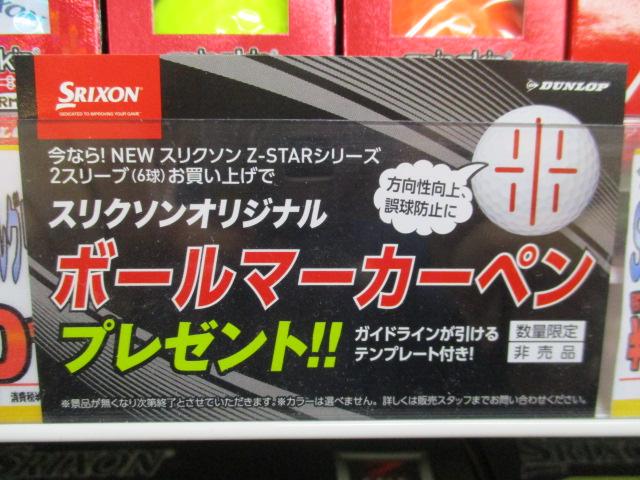 SRIXON
DEDICATED TO IMPROVING YOUR GAME
DUNLOP
今なら! NEW スリクソン Z-STARシリーズ
2スリーブ(6球)お買い上げで
方向性向上、
誤球防止に
スリクソンオリジナル
ボールマーカーペン
プレゼント!!
ガイドラインが引ける
テンプレート付き!
数量限定
非売品
※景品が無くなり次第終了とさせていただきます。※カラーは選べません。詳しくは販売スタッフまでお問い合わせください。
消費税
SRIXON